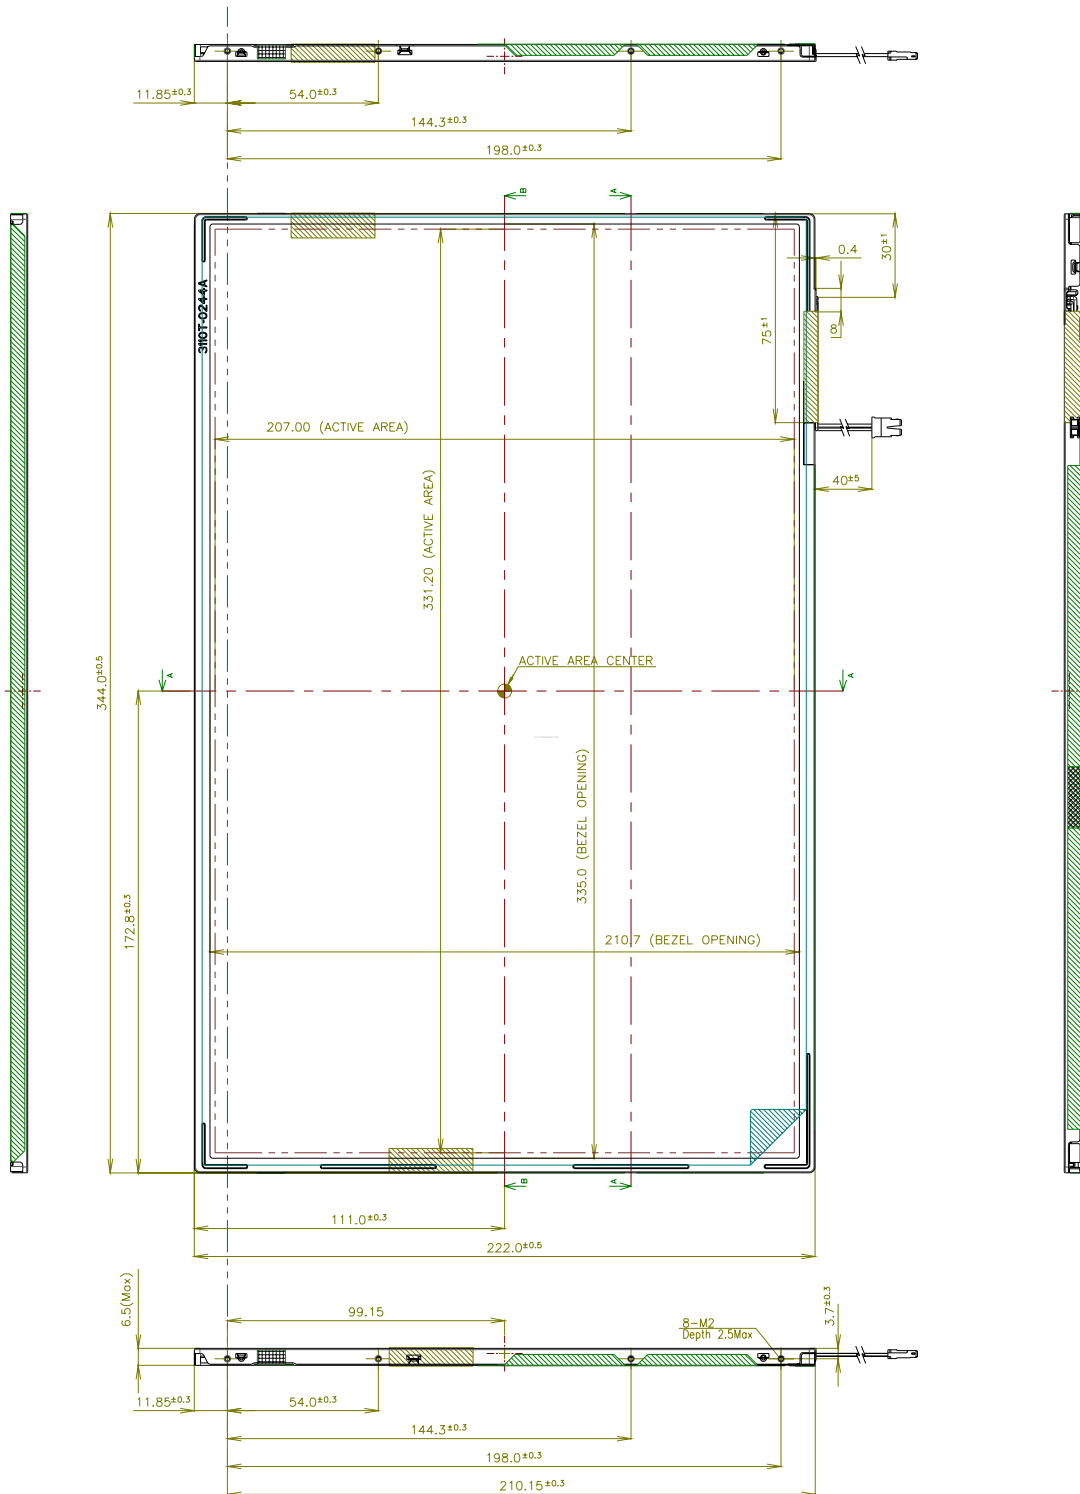 11.85±0.3
54.0±0.3
144.3±0.3
198.0±0.3
B
A
0.4
30±1
3110T-0244A
75±1
8
207.00 (ACTIVE AREA)
40±5
331.20 (ACTIVE AREA)
344.0±0.5
ACTIVE AREA CENTER
A
A
335.0 (BEZEL OPENING)
172.8±0.3
210.7 (BEZEL OPENING)
B
A
111.0±0.3
222.0±0.5
6.5(Max)
99.15
8-M2
Depth 2.5Max
3.7±0.3
11.85±0.3
54.0±0.3
144.3±0.3
198.0±0.3
210.15±0.3